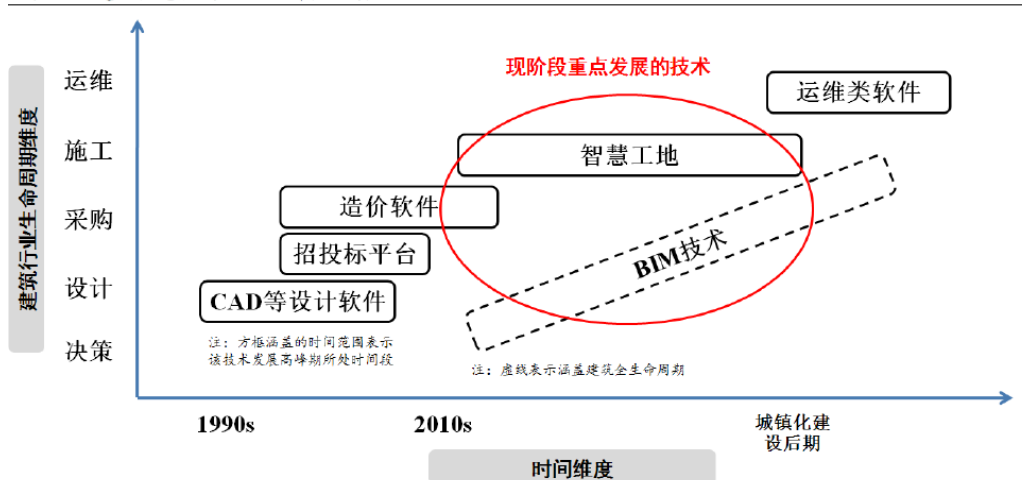 现阶段重点发展的技术
建筑行业生命周期维度
运维
施工
采购
设计
决策
运维类软件
智慧工地
造价软件
招投标平台
BIM技术
CAD等设计软件
注：方框涵盖的时间范围表示
该技术发展高峰期所处时间段
注：虚线表示涵盖建筑全生命周期
1990s
2010s
城镇化建
设后期
时间维度